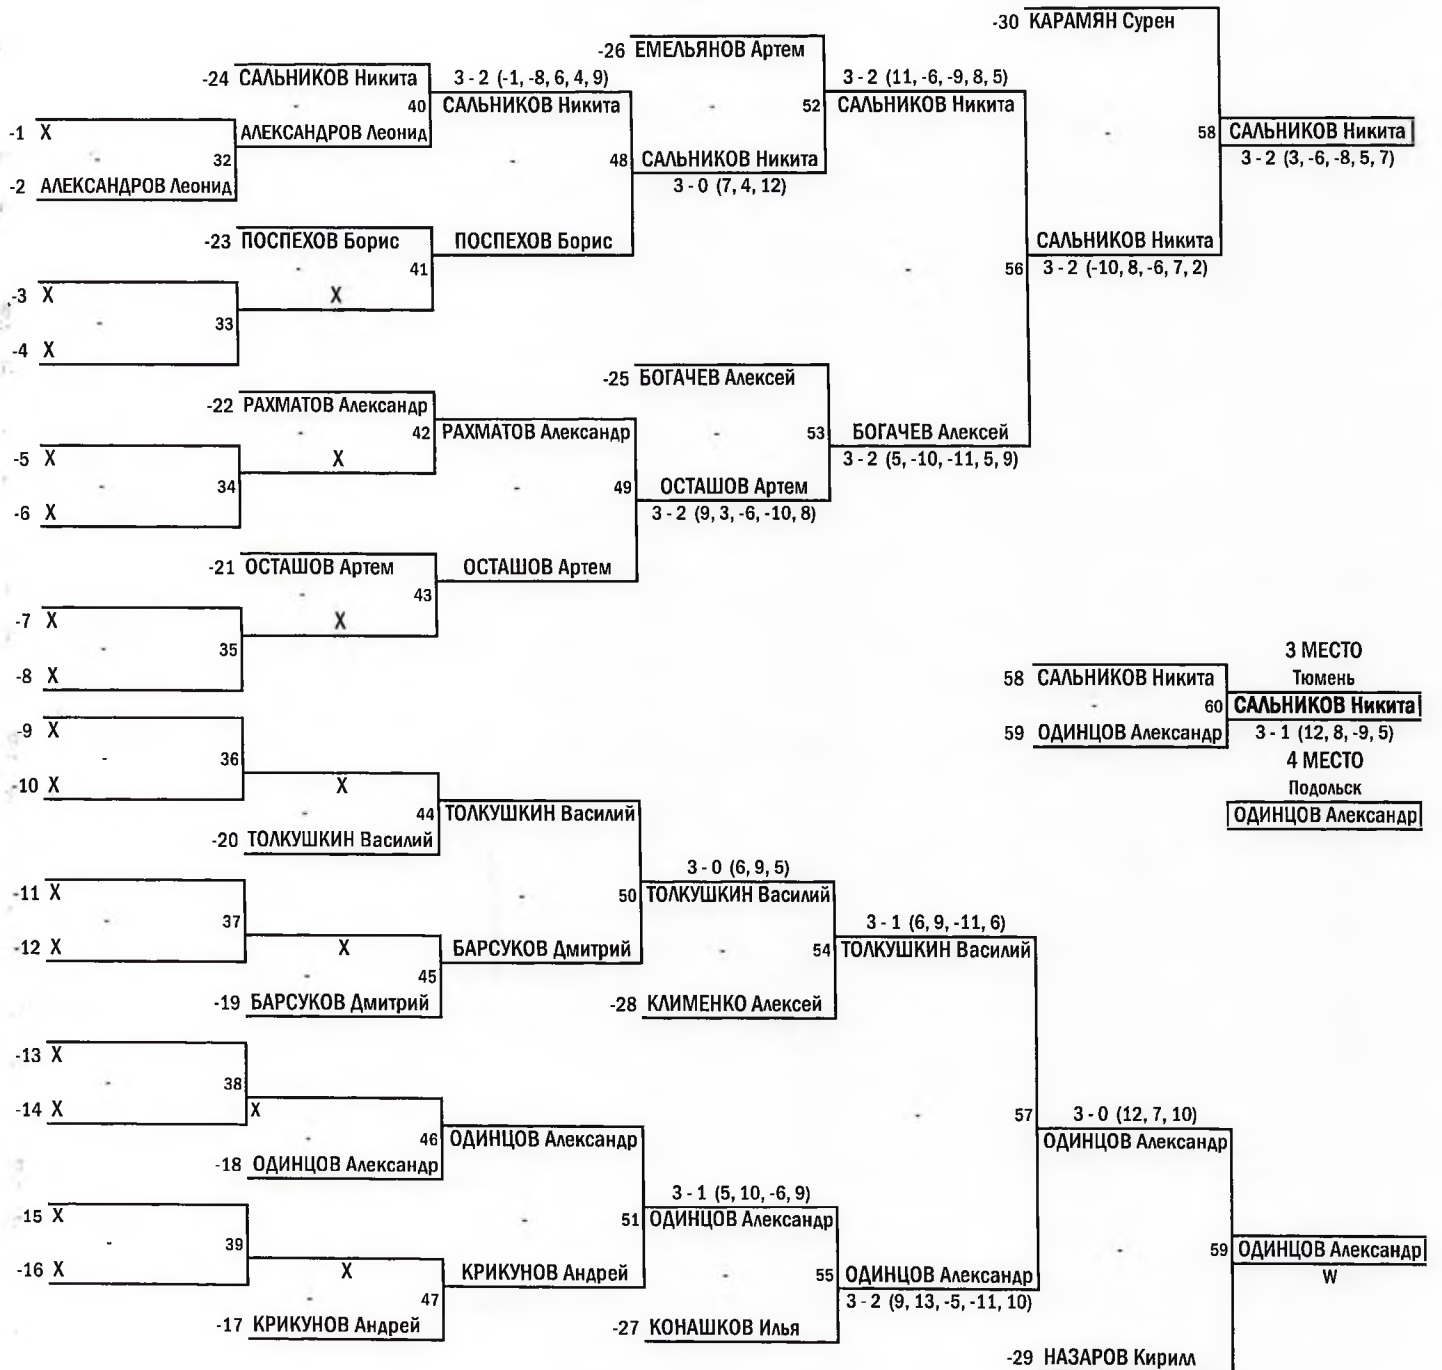 -30 КАРАМЯН Сурен
-26 ЕМЕЛЬЯНОВ Артем
-24 САЛЬНИКОВ Никита
3 - 2 (-1, -8, 6, 4, 9)
3 - 2 (11, -6, -9, 8, 5)
40 САЛЬНИКОВ Никита
52 САЛЬНИКОВ Никита
-1 X
АЛЕКСАНДРОВ Леонид
58 САЛЬНИКОВ Никита
32
48 САЛЬНИКОВ Никита
3 - 2 (3, -6, -8, 5, 7)
-2 АЛЕКСАНДРОВ Леонид
3 - 0 (7, 4, 12)
-23 ПОСПЕХОВ Борис
ПОСПЕХОВ Борис
САЛЬНИКОВ Никита
41
56 3 - 2 (-10, 8, -6, 7, 2)
-3 X
X
33
-4 X
-25 БОГАЧЕВ Алексей
-22 РАХМАТОВ Александр
42 РАХМАТОВ Александр
53 БОГАЧЕВ Алексей
-5 X
X
3 - 2 (5, -10, -11, 5, 9)
34
49 ОСТАШОВ Артем
-6 X
3 - 2 (9, 3, -6, -10, 8)
-21 ОСТАШОВ Артем
ОСТАШОВ Артем
43
-7 X
X
35
3 МЕСТО
-8 X
58 САЛЬНИКОВ Никита
Тюмень
60 САЛЬНИКОВ Никита
-9 X
59 ОДИНЦОВ Александр
3 - 1 (12, 8, -9, 5)
36
4 МЕСТО
-10 X
X
Подольск
44 ТОЛКУШКИН Василий
ОДИНЦОВ Александр
-20 ТОЛКУШКИН Василий
3 - 0 (6, 9, 5)
-11 X
50 ТОЛКУШКИН Василий
37
3 - 1 (6, 9, -11, 6)
-12 X
X
БАРСУКОВ Дмитрий
54 ТОЛКУШКИН Василий
45
-19 БАРСУКОВ Дмитрий
-28 КЛИМЕНКО Алексей
-13 X
38
-14 X
X
57
3 - 0 (12, 7, 10)
46 ОДИНЦОВ Александр
ОДИНЦОВ Александр
-18 ОДИНЦОВ Александр
3 - 1 (5, 10, -6, 9)
-15 X
51 ОДИНЦОВ Александр
39
59 ОДИНЦОВ Александр
-16 X
X
КРИКУНОВ Андрей
55 ОДИНЦОВ Александр
W
47
3 - 2 (9, 13, -5, -11, 10)
-17 КРИКУНОВ Андрей
-27 КОНАШКОВ Илья
-29 НАЗАРОВ Кирилл